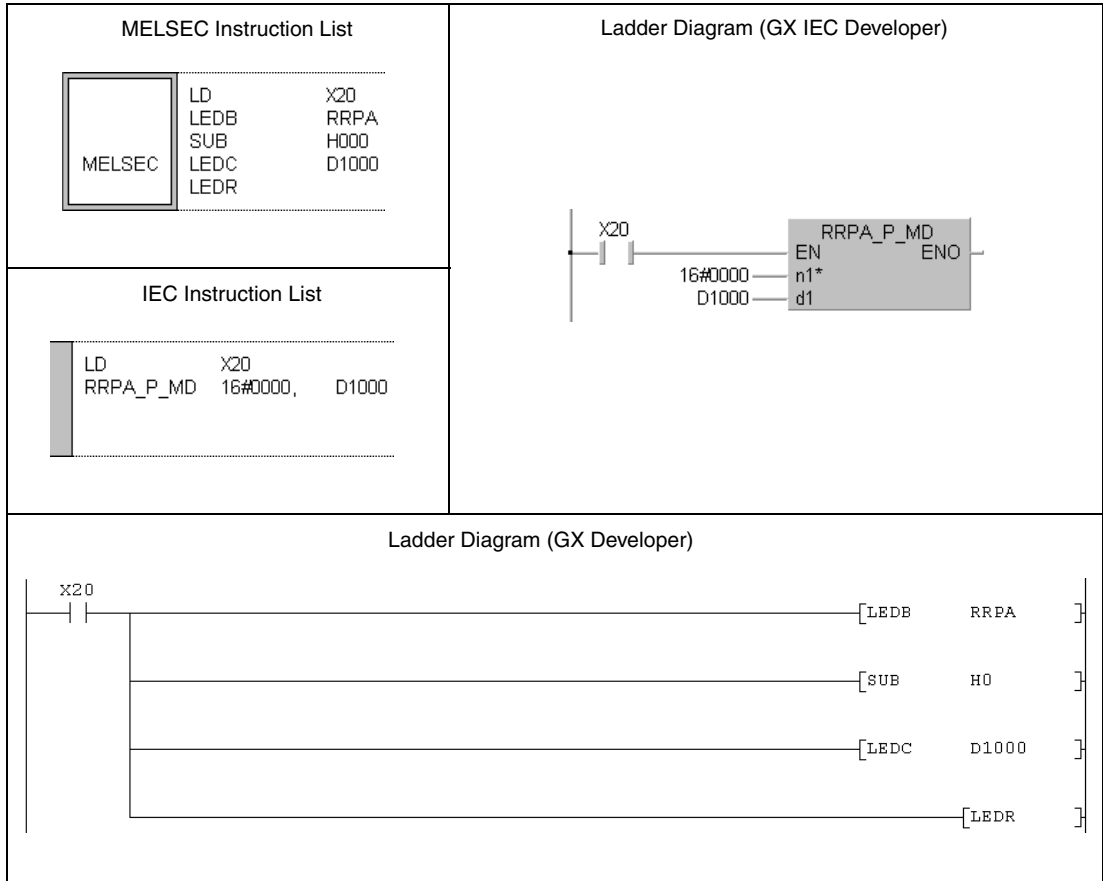 MELSEC Instruction List
MELSEC
LD X20
LEDB RRPA
SUB H000
LEDC D1000
LEDR
Ladder Diagram (GX IEC Developer)
X20
RRPA_P_MD
EN ENO
16#0000 n1*
D1000 d1
IEC Instruction List
LD X20
RRPA_P_MD 16#0000, D1000
Ladder Diagram (GX Developer)
X20
[LEDB RRPA ]
[SUB H0 ]
[LEDC D1000 ]
[LEDR ]